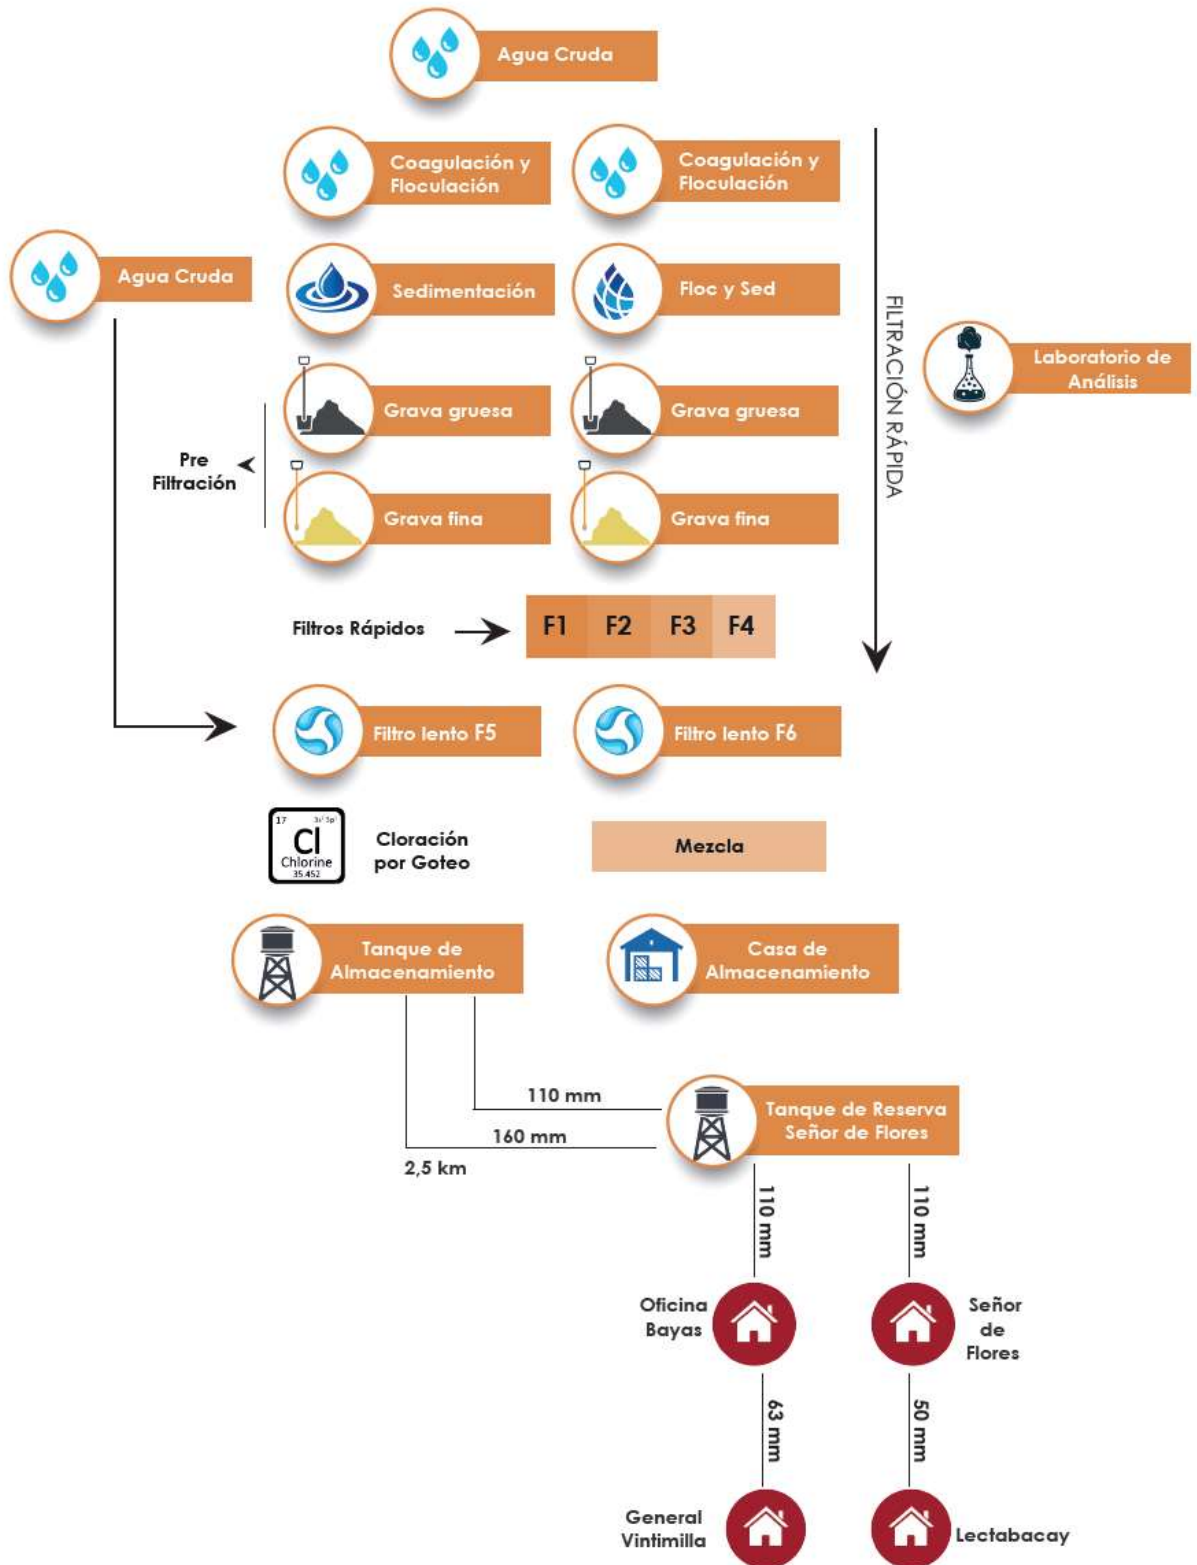 Agua Cruda
Coagulación y
Floculación
Coagulación y
Floculación
Agua Cruda
Sedimentación
Floc y Sed
FILTRACIÓN RÁPIDA
Laboratorio de
Análisis
Grava gruesa
Grava gruesa
Pre
Filtración
Grava fina
Grava fina
Filtros Rápidos
F1 F2 F3 F4
Filtro lento F5
Filtro lento F6
17
Cl
Chlorine
35.452
Cloración
por Goteo
Mezcla
Tanque de
Almacenamiento
Casa de
Almacenamiento
110 mm
160 mm
2,5 km
Tanque de Reserva
Señor de Flores
110 mm
110 mm
Oficina
Bayas
Señor
de
Flores
63 mm
50 mm
General
Vintimilla
Lectabacay